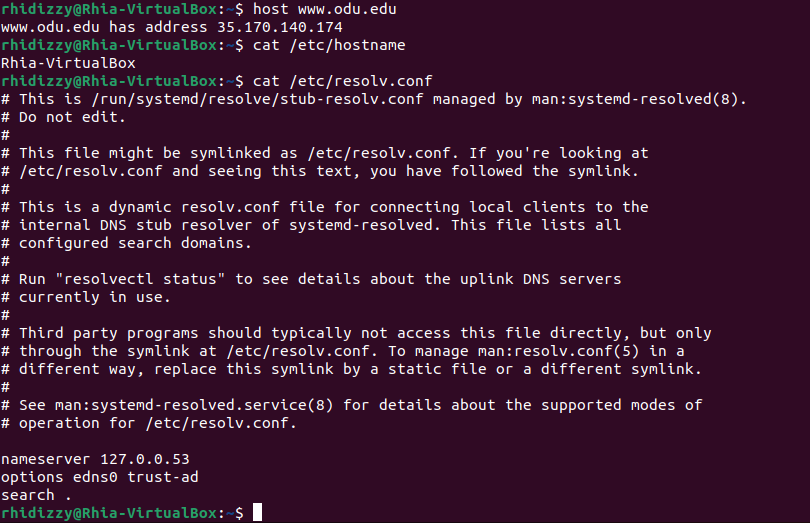 rhidizzy@Rhia-VirtualBox:~$ host www.odu.edu
www.odu.edu has address 35.170.140.174
rhidizzy@Rhia-VirtualBox:~$ cat /etc/hostname
Rhia-VirtualBox
rhidizzy@Rhia-VirtualBox:~$ cat /etc/resolv.conf
# This is /run/systemd/resolve/stub-resolv.conf managed by man:systemd-resolved(8).
# Do not edit.
#
# This file might be symlinked as /etc/resolv.conf. If you're looking at
# /etc/resolv.conf and seeing this text, you have followed the symlink.
#
# This is a dynamic resolv.conf file for connecting local clients to the
# internal DNS stub resolver of systemd-resolved. This file lists all
# configured search domains.
#
# Run "resolvectl status" to see details about the uplink DNS servers
# currently in use.
#
# Third party programs should typically not access this file directly, but only
# through the symlink at /etc/resolv.conf. To manage man:resolv.conf(5) in a
# different way, replace this symlink by a static file or a different symlink.
#
# See man:systemd-resolved.service(8) for details about the supported modes of
# operation for /etc/resolv.conf.

nameserver 127.0.0.53
options edns0 trust-ad
search .
rhidizzy@Rhia-VirtualBox:~$